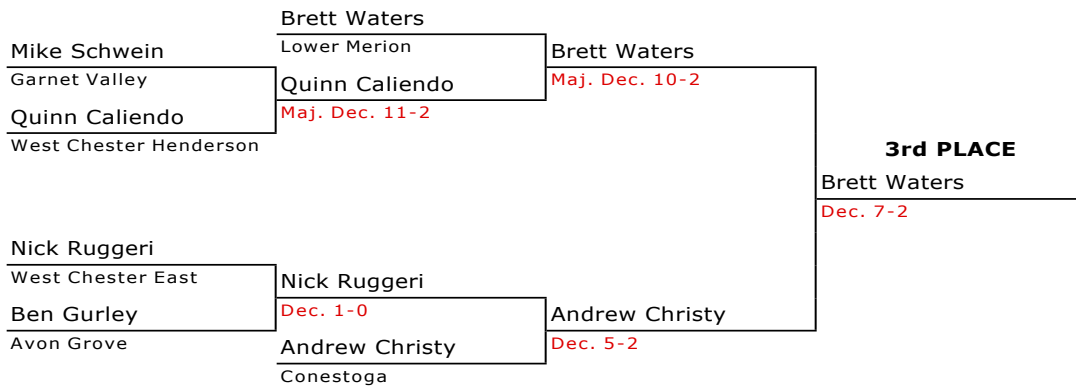 Brett Waters
Mike Schwein
Lower Merion
Brett Waters
Garnet Valley
Quinn Caliendo
Maj. Dec. 10-2
Quinn Caliendo
Maj. Dec. 11-2
West Chester Henderson
3rd PLACE
Brett Waters
Dec. 7-2
Nick Ruggeri
West Chester East
Nick Ruggeri
Ben Gurley
Dec. 1-0
Andrew Christy
Avon Grove
Andrew Christy
Dec. 5-2
Conestoga